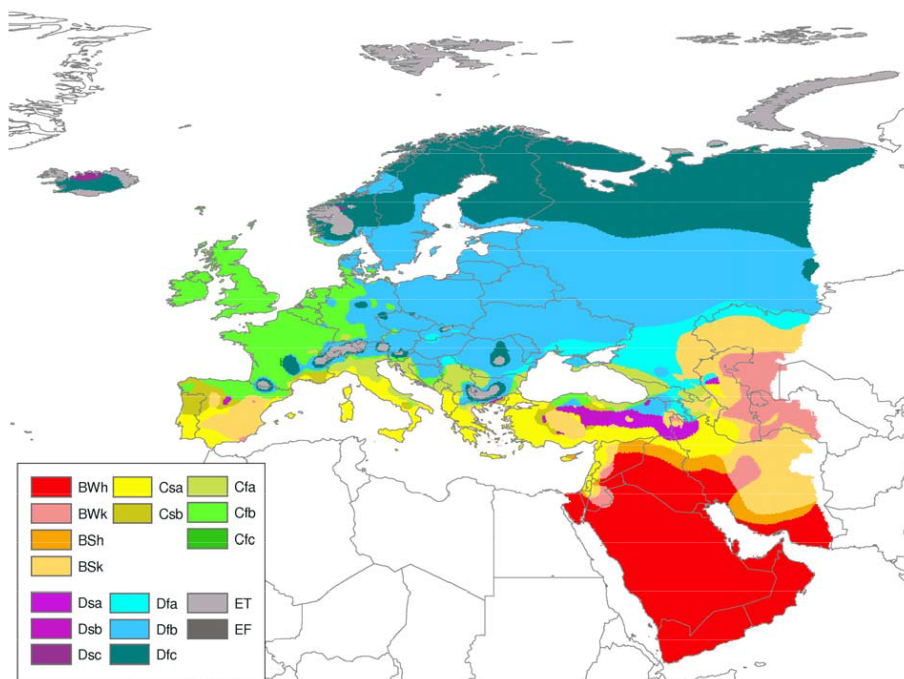 BWh Csa Cfa
BWk Csb Cfb
BSh Cfc
BSk
Dsa Dfa ET
Dsb Dfb EF
Dsc Dfc